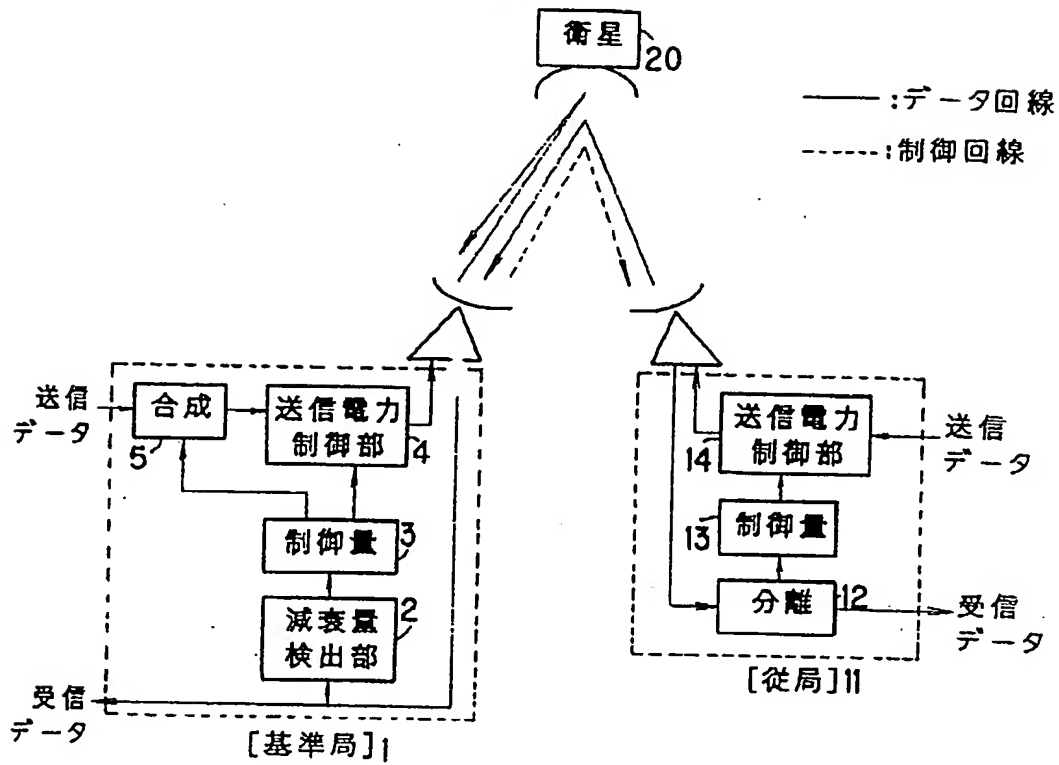 衛星
20
:データ回線
:制御回線
送信
データ
合成
5
送信電力
制御部
4
制御量
3
減衰量
検出部
2
受信
データ
[基準局]1
送信電力
制御部
14
送信
データ
制御量
13
分離
12
受信
データ
[従局]11